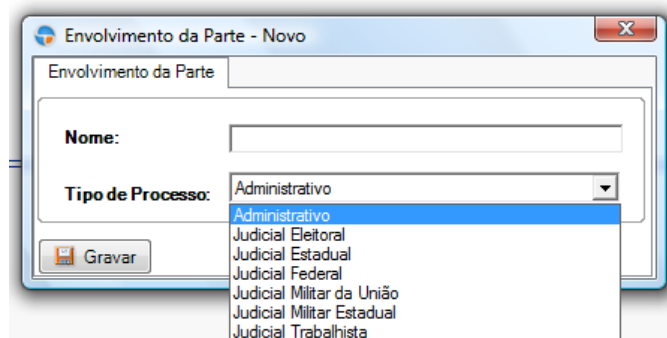 Envolvimento da Parte - Novo
Envolvimento da Parte
Nome:
Tipo de Processo: Administrativo
Administrativo
Judicial Eleitoral
Judicial Estadual
Judicial Federal
Judicial Militar da União
Judicial Militar Estadual
Judicial Trabalhista
Gravar